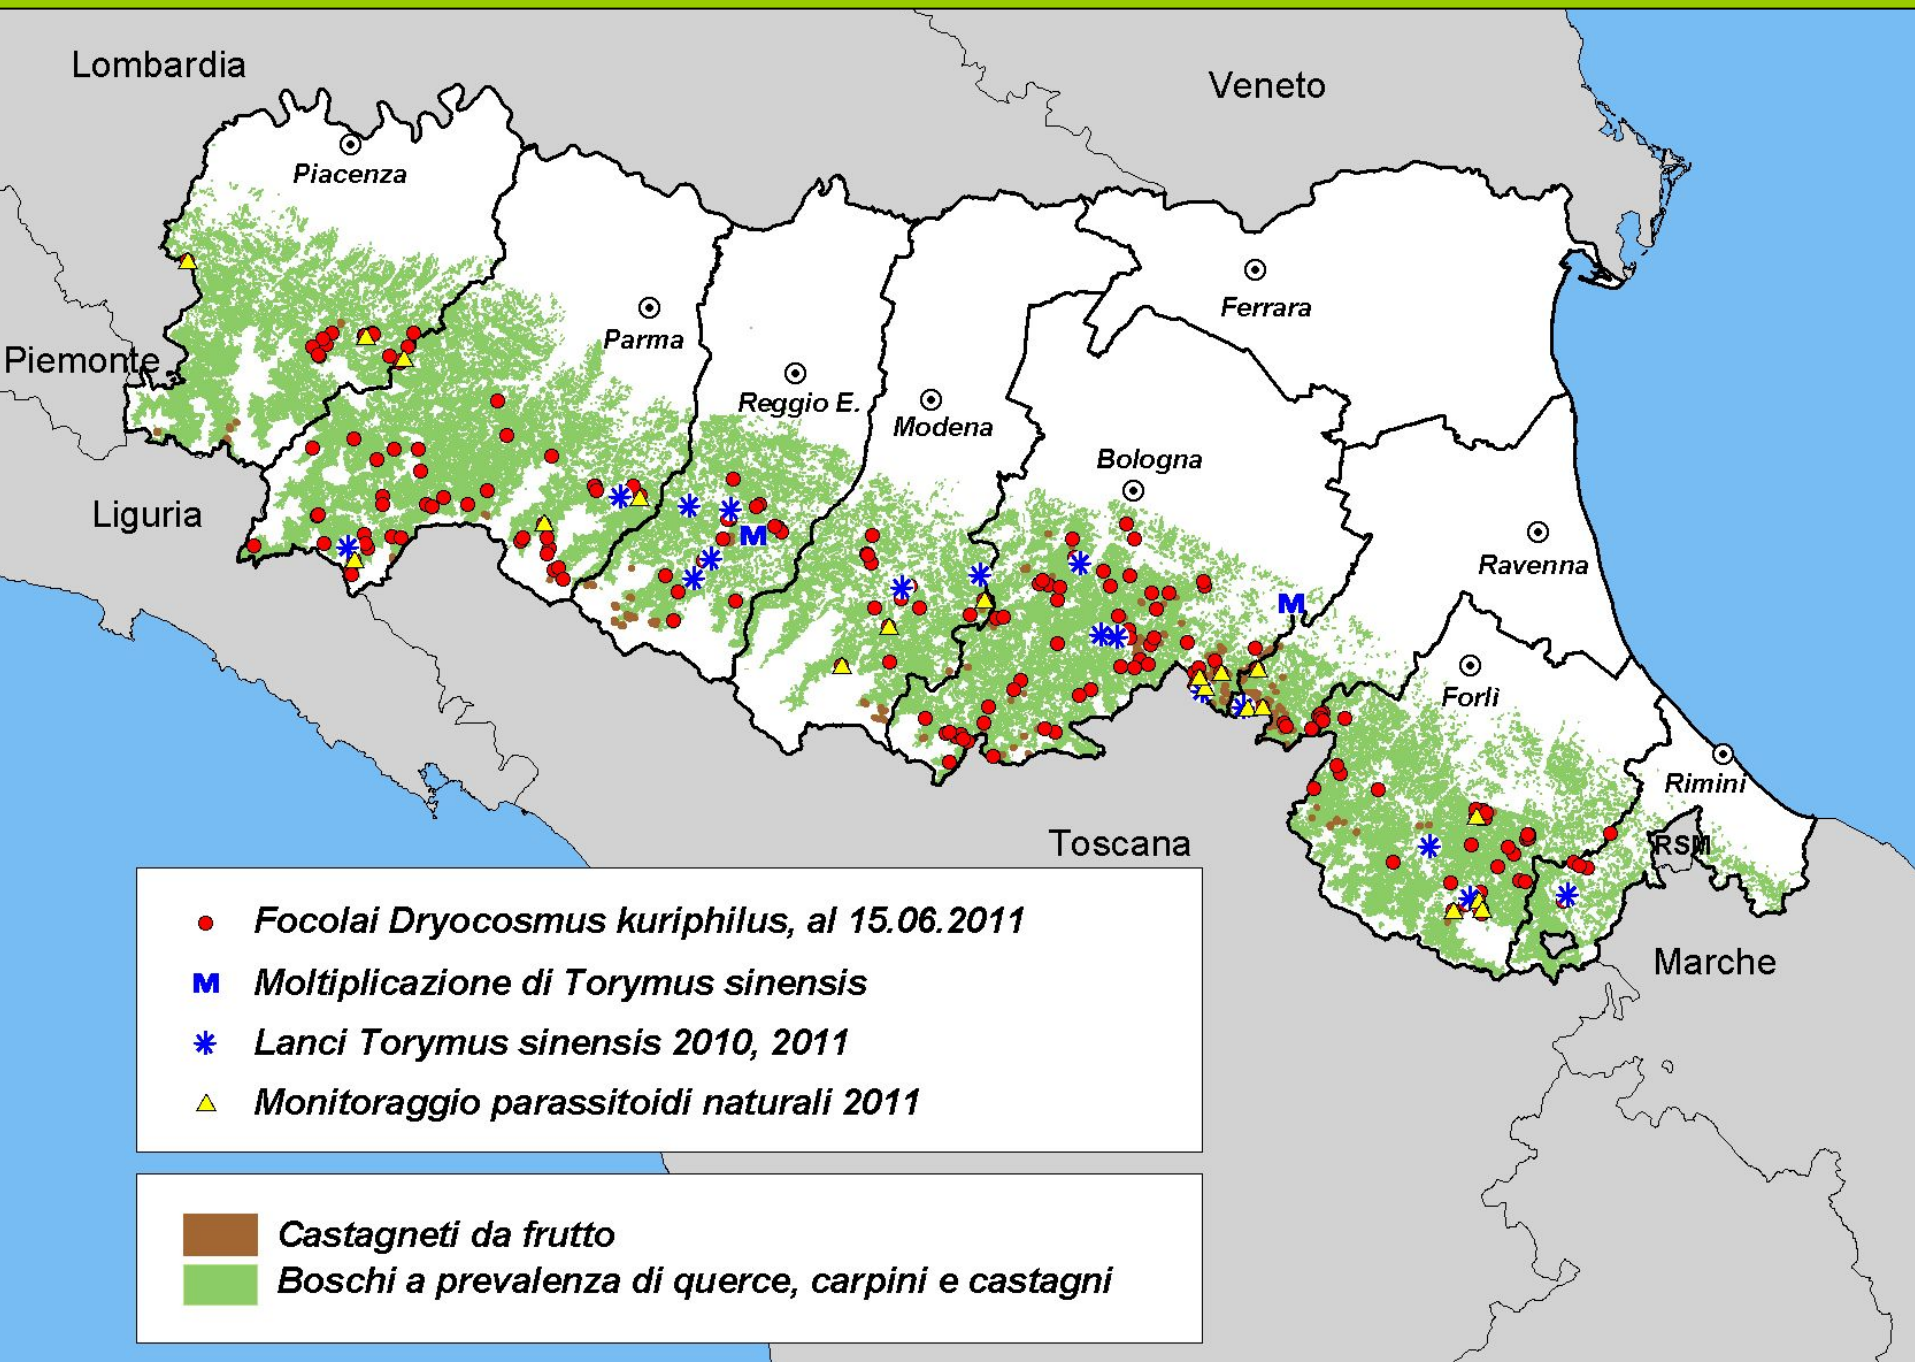 Lombardia
Veneto
Piacenza
Ferrara
Parma
Piemonte
Reggio E.
Modena
Bologna
Liguria
M
Ravenna
M
Forlì
Rimini
Toscana
RSM
Marche
Focolai Dryocosmus kuriphilus, al 15.06.2011
M Moltiplicazione di Torymus sinensis
Lanci Torymus sinensis 2010, 2011
Monitoraggio parassitoidi naturali 2011
Castagneti da frutto
Boschi a prevalenza di querce, carpini e castagni